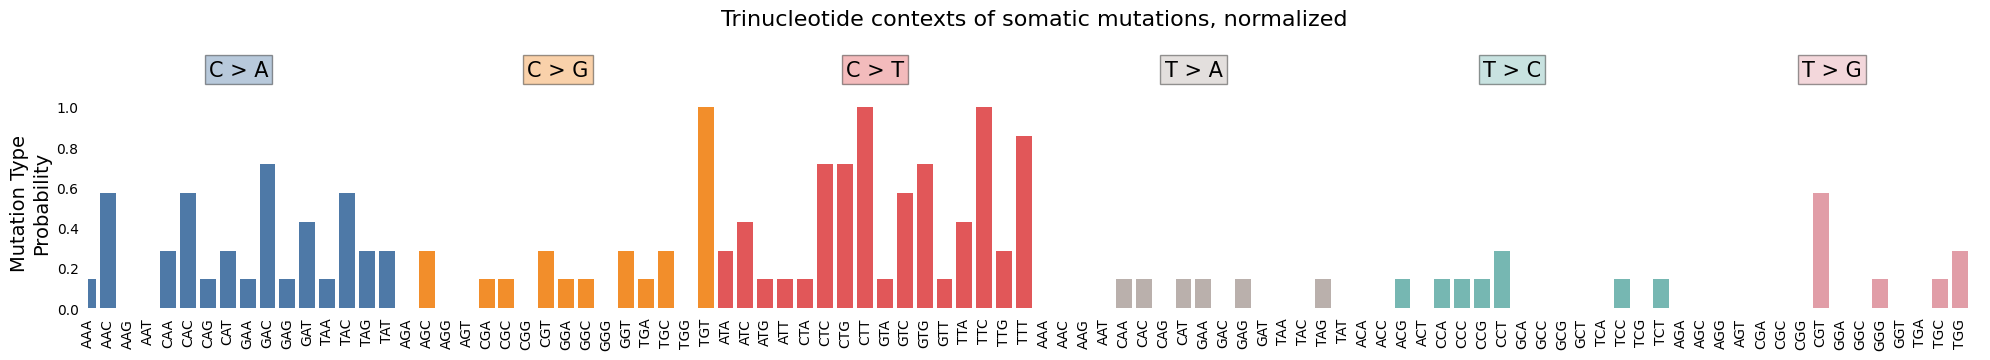 Trinucleotide contexts of somatic mutations, normalized
C > A
C > G
C > T
T > A
T > C
T > G
Mutation Type
Probability
1.0
0.8
0.6
0.4
0.2
0.0
AAA AAC AAG AAT CAA CAC CAG CAT GAA GAC GAG GAT TAA TAC TAG TAT AGA AGC AGG AGT CGA CGC CGG CGT GGA GGC GGG GGT TGA TGC TGG TGT ATA ATC ATG ATT CTA CTC CTG CTT GTA GTC GTG GTT TTA TTC TTG TTT AAA AAC AAG AAT CAA CAC CAG CAT GAA GAC GAG GAT TAA TAC TAG TAT ACA ACC ACG ACT CCA CCC CCG CCT GCA GCC GCG GCT TCA TCC TCG TCT AGA AGC AGG AGT CGA CGC CGG CGT GGA GGC GGG GGT TGA TGC TGG